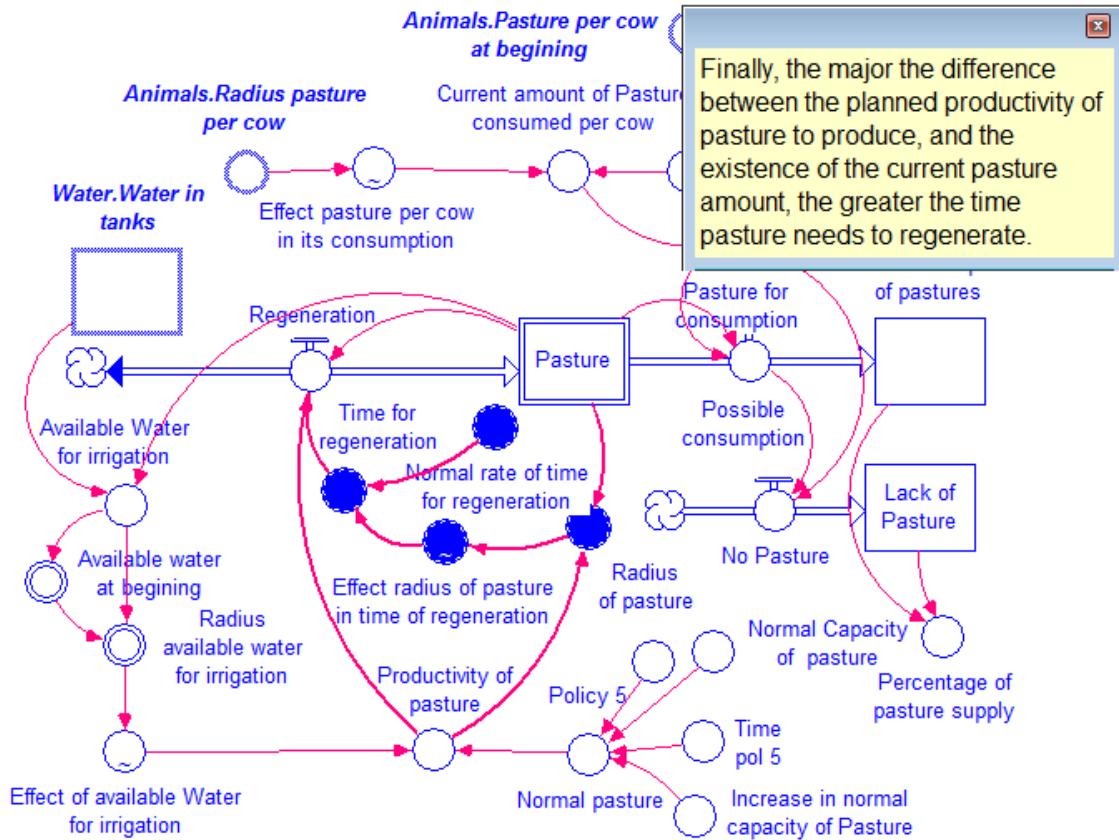 Animals.Pasture per cow
at begining
Finally, the major the difference
between the planned productivity of
pasture to produce, and the
existence of the current pasture
amount, the greater the time
pasture needs to regenerate.
Animals.Radius pasture
per cow
Current amount of Pasture
consumed per cow
Water.Water in
tanks
Effect pasture per cow
in its consumption
Regeneration
Pasture for
consumption
of pastures
Pasture
Time for
regeneration
Possible
consumption
Available Water
for irrigation
Normal rate of time
for regeneration
Lack of
Pasture
No Pasture
Available water
at begining
Effect radius of pasture
in time of regeneration
Radius
of pasture
Radius
available water
for irrigation
Normal Capacity
of pasture
Productivity of
pasture
Policy 5
Percentage of
pasture supply
Time
pol 5
Effect of available Water
for irrigation
Normal pasture
Increase in normal
capacity of Pasture